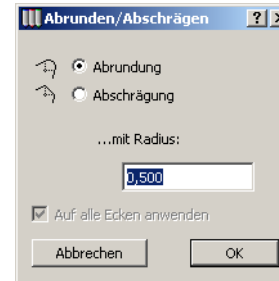 Abrunden/Abschrägen
Abrundung
Abschrägung
...mit Radius:
0,500
Auf alle Ecken anwenden
Abbrechen OK